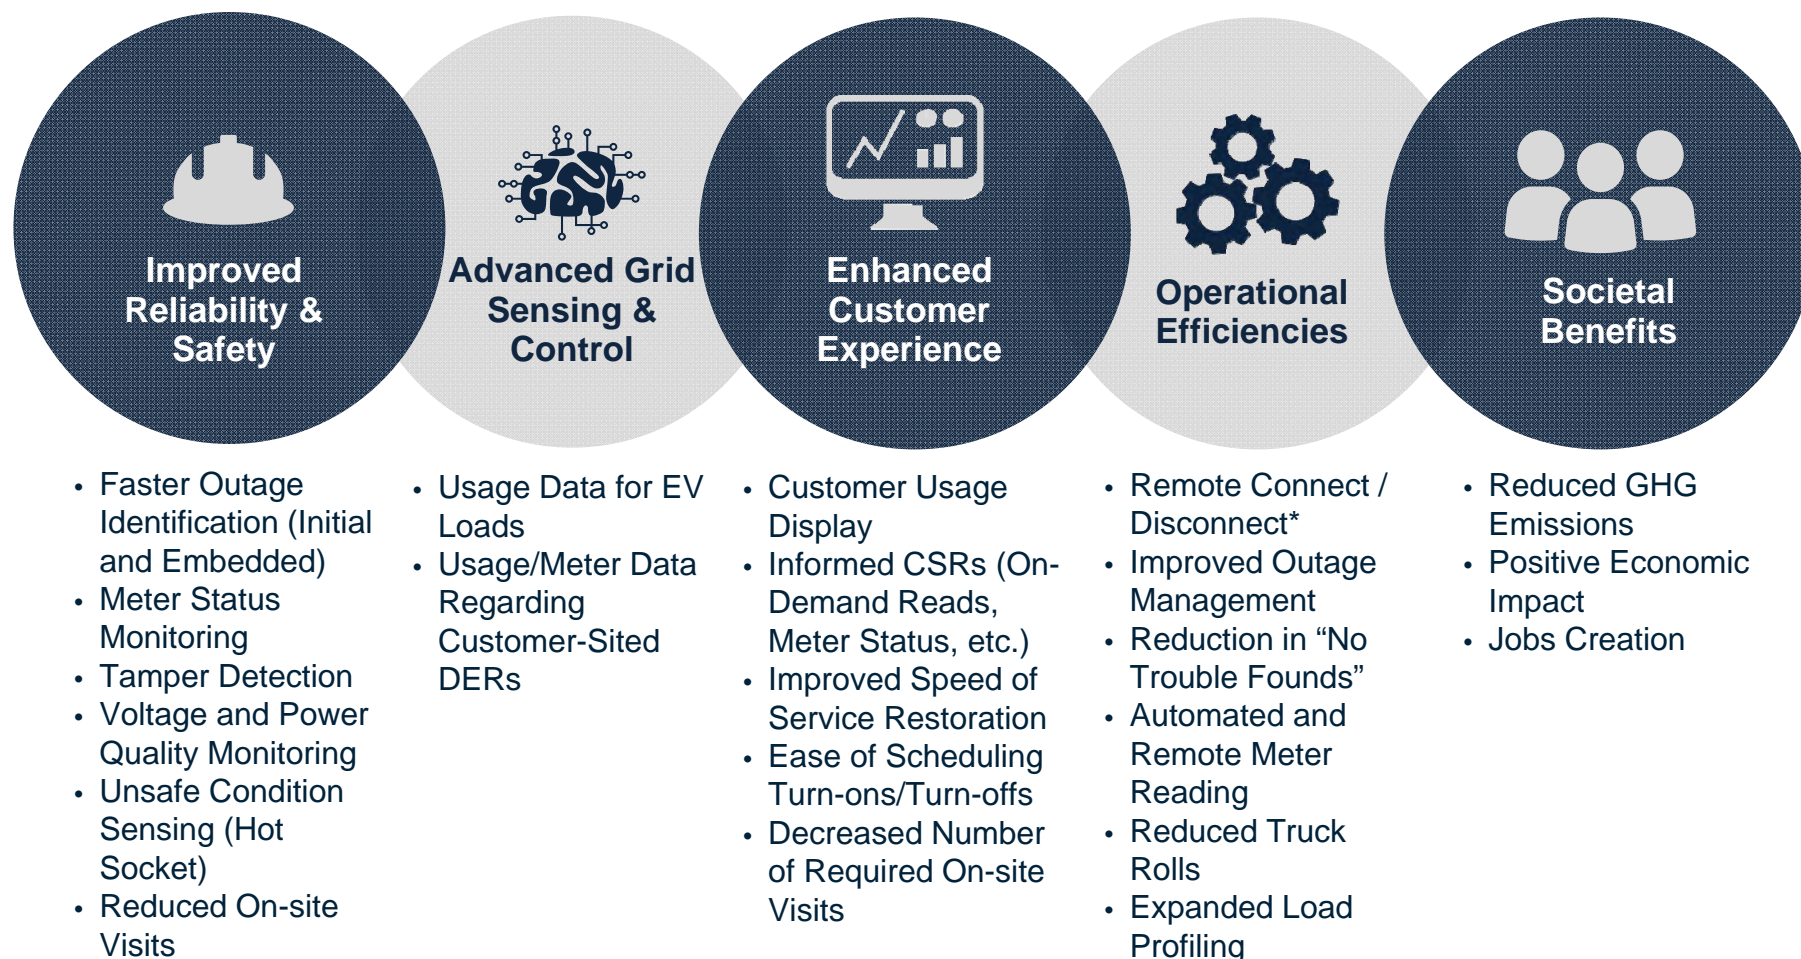 Improved
Reliability &
Safety
Advanced Grid
Sensing &
Control
Enhanced
Customer
Experience
Operational
Efficiencies
Societal
Benefits
• Faster Outage
Identification (Initial
and Embedded)
• Meter Status
Monitoring
• Tamper Detection
• Voltage and Power
Quality Monitoring
• Unsafe Condition
Sensing (Hot
Socket)
• Reduced On-site
Visits
• Usage Data for EV
Loads
• Usage/Meter Data
Regarding
Customer-Sited
DERs
• Customer Usage
Display
• Informed CSRs (On-
Demand Reads,
Meter Status, etc.)
• Improved Speed of
Service Restoration
• Ease of Scheduling
Turn-ons/Turn-offs
• Decreased Number
of Required On-site
Visits
• Remote Connect /
Disconnect*
• Improved Outage
Management
• Reduction in “No
Trouble Founds”
• Automated and
Remote Meter
Reading
• Reduced Truck
Rolls
• Expanded Load
Profiling
• Reduced GHG
Emissions
• Positive Economic
Impact
• Jobs Creation